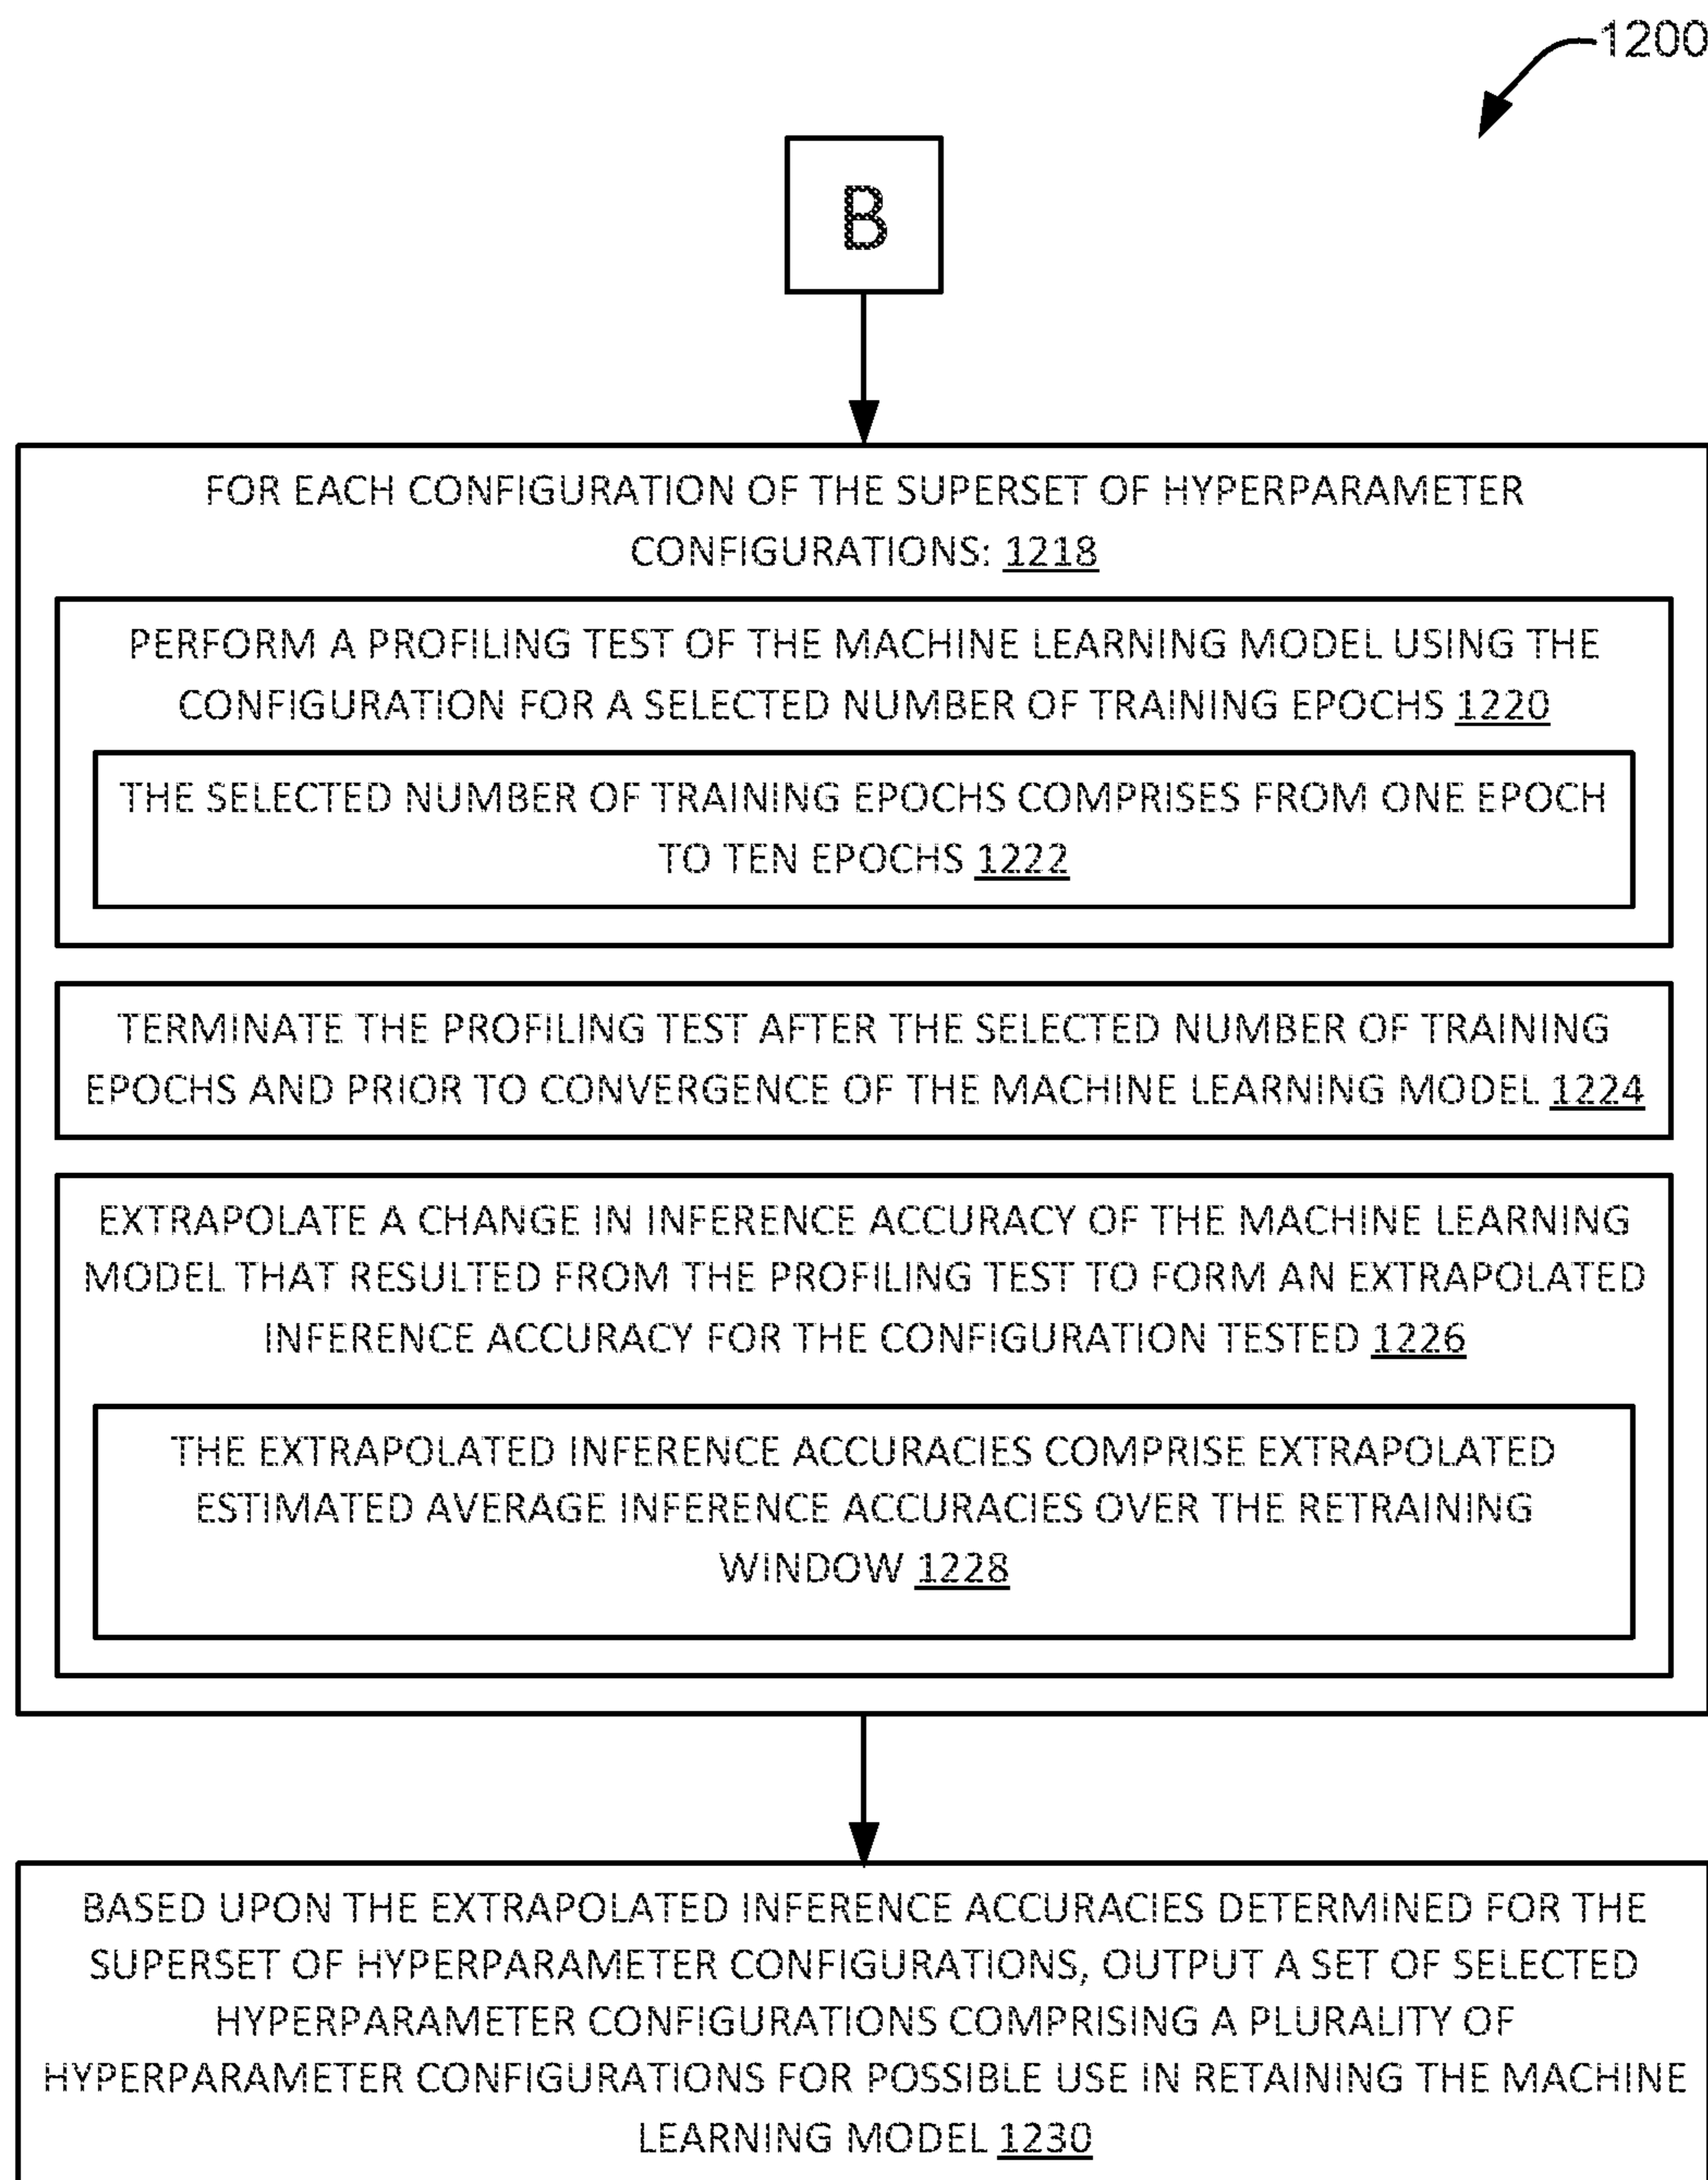 1200
B
FOR EACH CONFIGURATION OF THE SUPERSET OF HYPERPARAMETER
CONFIGURATIONS: 1218
PERFORM A PROFILING TEST OF THE MACHINE LEARNING MODEL USING THE
CONFIGURATION FOR A SELECTED NUMBER OF TRAINING EPOCHS 1220
THE SELECTED NUMBER OF TRAINING EPOCHS COMPRISES FROM ONE EPOCH
TO TEN EPOCHS 1222
TERMINATE THE PROFILING TEST AFTER THE SELECTED NUMBER OF TRAINING
EPOCHS AND PRIOR TO CONVERGENCE OF THE MACHINE LEARNING MODEL 1224
EXTRAPOLATE A CHANGE IN INFERENCE ACCURACY OF THE MACHINE LEARNING
MODEL THAT RESULTED FROM THE PROFILING TEST TO FORM AN EXTRAPOLATED
INFERENCE ACCURACY FOR THE CONFIGURATION TESTED 1226
THE EXTRAPOLATED INFERENCE ACCURACIES COMPRISE EXTRAPOLATED
ESTIMATED AVERAGE INFERENCE ACCURACIES OVER THE RETRAINING
WINDOW 1228
BASED UPON THE EXTRAPOLATED INFERENCE ACCURACIES DETERMINED FOR THE
SUPERSET OF HYPERPARAMETER CONFIGURATIONS, OUTPUT A SET OF SELECTED
HYPERPARAMETER CONFIGURATIONS COMPRISING A PLURALITY OF
HYPERPARAMETER CONFIGURATIONS FOR POSSIBLE USE IN RETAINING THE MACHINE
LEARNING MODEL 1230